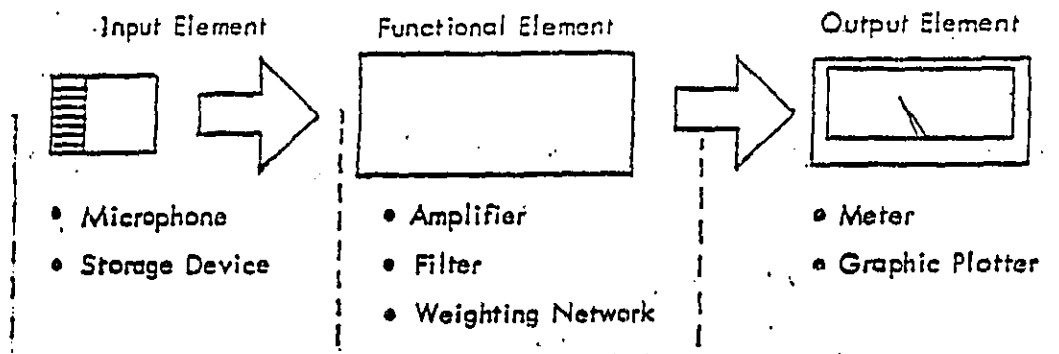 Input Element
Functional Element
Output Element
• Microphone
• Storage Device
• Amplifier
• Filter
• Weighting Network
• Meter
• Graphic Plotter